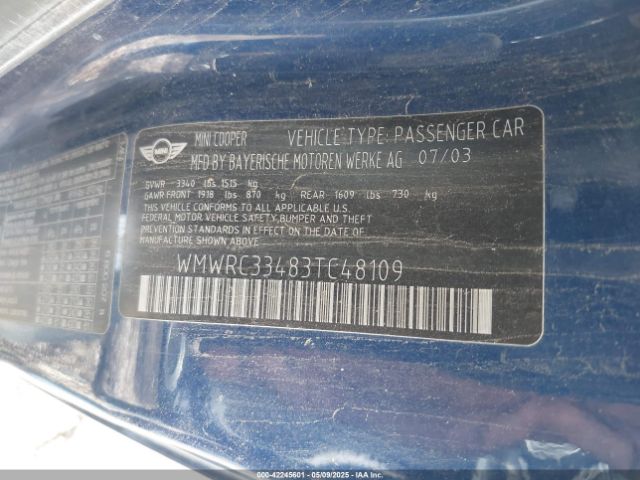 MINI
MINI COOPER VEHICLE TYPE: PASSENGER CAR
MFD BY BAYERISCHE MOTOREN WERKE AG 07/03
GVWR 3340 lbs 1515 kg
GAWR FRONT 1918 lbs 870 kg REAR 1609 lbs 730 kg
THIS VEHICLE CONFORMS TO ALL APPLICABLE U.S.
FEDERAL MOTOR VEHICLE SAFETY, BUMPER AND THEFT
PREVENTION STANDARDS IN EFFECT ON THE DATE OF
MANUFACTURE SHOWN ABOVE.
WMWRC33483TC48109
000-42245601 - 05/09/2025 - IAAI.COM